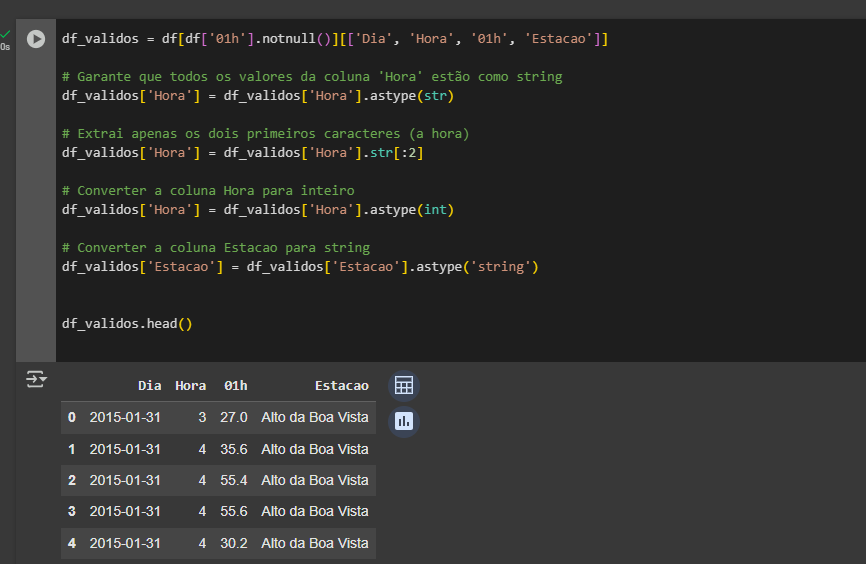 0s
df_validos = df[df['01h'].notnull()][['Dia', 'Hora', '01h', 'Estacao']]
# Garante que todos os valores da coluna 'Hora' estão como string
df_validos['Hora'] = df_validos['Hora'].astype(str)
# Extrai apenas os dois primeiros caracteres (a hora)
df_validos['Hora'] = df_validos['Hora'].str[:2]
# Converter a coluna Hora para inteiro
df_validos['Hora'] = df_validos['Hora'].astype(int)
# Converter a coluna Estacao para string
df_validos['Estacao'] = df_validos['Estacao'].astype('string')
df_validos.head()
Dia Hora 01h Estacao
0 2015-01-31 3 27.0 Alto da Boa Vista
1 2015-01-31 4 35.6 Alto da Boa Vista
2 2015-01-31 4 55.4 Alto da Boa Vista
3 2015-01-31 4 55.6 Alto da Boa Vista
4 2015-01-31 4 30.2 Alto da Boa Vista